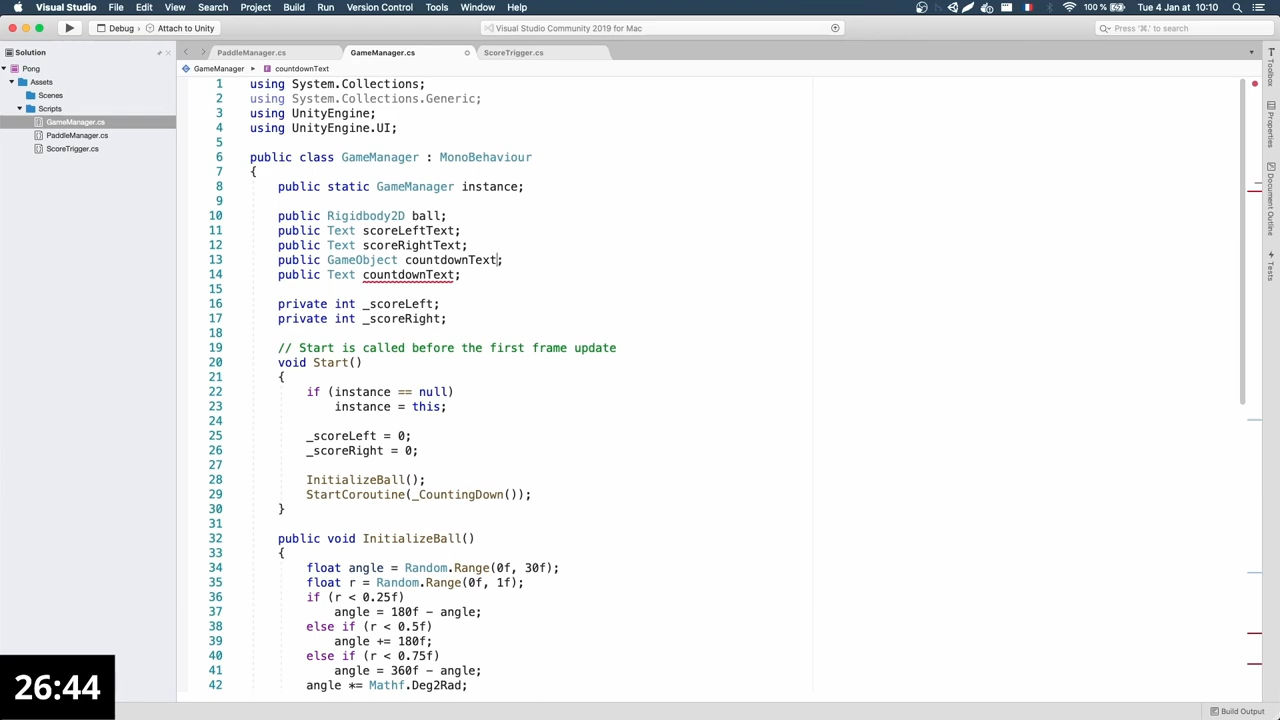 Visual Studio Community File Edit View Search Project Build Run Version Control Tools Window Help 100 % Tue 4 août 10:10
Debug Attach to Unity Visual Studio Community 2019 for Mac Press '⌘.' to search
Solution
PaddleManager.cs GameManager.cs ScoreTrigger.cs
Pong
Assets
Scenes
Scripts
GameManager.cs
PaddleManager.cs
ScoreTrigger.cs
GameManager countdownText
1 using System.Collections;
2 using System.Collections.Generic;
3 using UnityEngine;
4 using UnityEngine.UI;
5
6 public class GameManager : MonoBehaviour
7 {
8 public static GameManager instance;
9
10 public Rigidbody2D ball;
11 public Text scoreLeftText;
12 public Text scoreRightText;
13 public GameObject countdownText;
14 public Text countdownText;
15
16 private int _scoreLeft;
17 private int _scoreRight;
18
19 // Start is called before the first frame update
20 void Start()
21 {
22 if (instance == null)
23 instance = this;
24
25 _scoreLeft = 0;
26 _scoreRight = 0;
27
28 InitializeBall();
29 StartCoroutine(_CountingDown());
30 }
31
32 public void InitializeBall()
33 {
34 float angle = Random.Range(0f, 30f);
35 float r = Random.Range(0f, 1f);
36 if (r < 0.25f)
37 angle = 180f - angle;
38 else if (r < 0.5f)
39 angle += 180f;
40 else if (r < 0.75f)
41 angle = 360f - angle;
42 angle *= Mathf.Deg2Rad;
Toolbox
Properties
Document Outline
Tests
26:44
Build Output